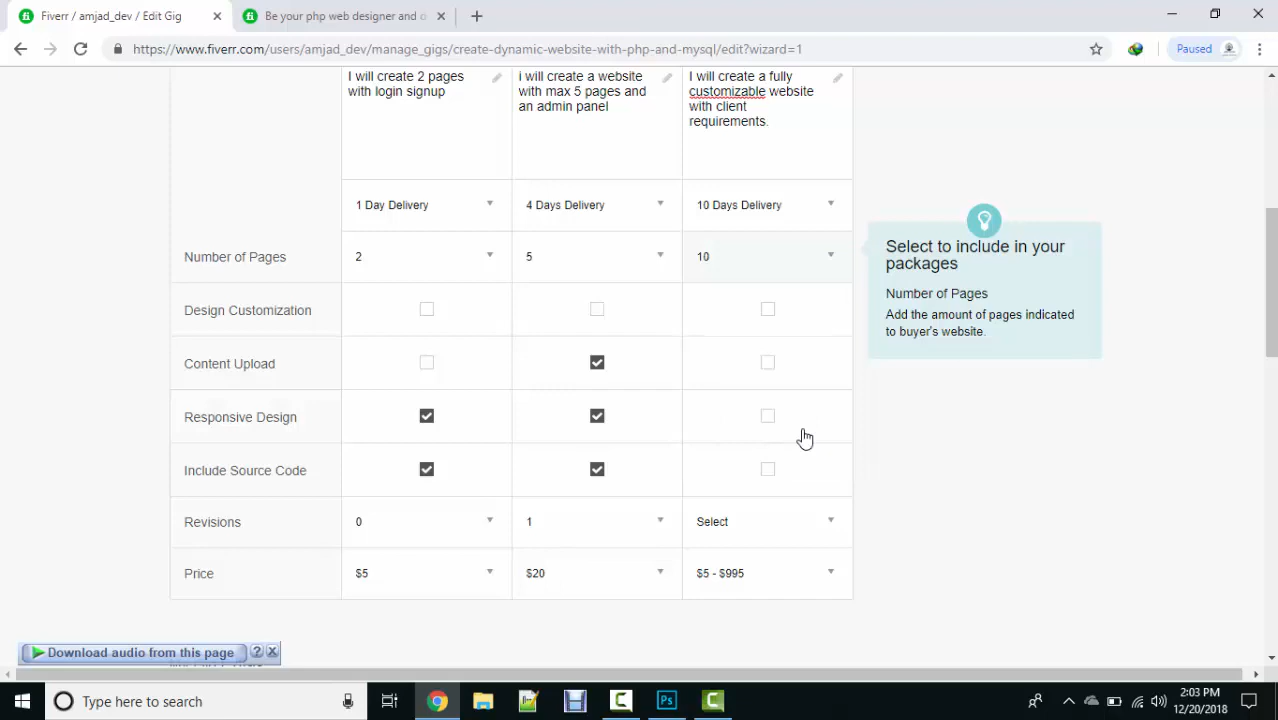 Fiverr / amjad_dev / Edit Gig
Be your php web designer and o
https://www.fiverr.com/users/amjad_dev/manage_gigs/create-dynamic-website-with-php-and-mysql/edit?wizard=1
Paused
I will create 2 pages
with login signup
i will create a website
with max 5 pages and
an admin panel
I will create a fully
customizable website
with client
requirements.
1 Day Delivery
4 Days Delivery
10 Days Delivery
Number of Pages
2
5
10
Select to include in your
packages
Number of Pages
Add the amount of pages indicated
to buyer's website.
Design Customization
Content Upload
Responsive Design
Include Source Code
Revisions
0
1
Select
Price
$5
$20
$5 - $995
Download audio from this page
?
Type here to search
Ps
2:03 PM
12/20/2018